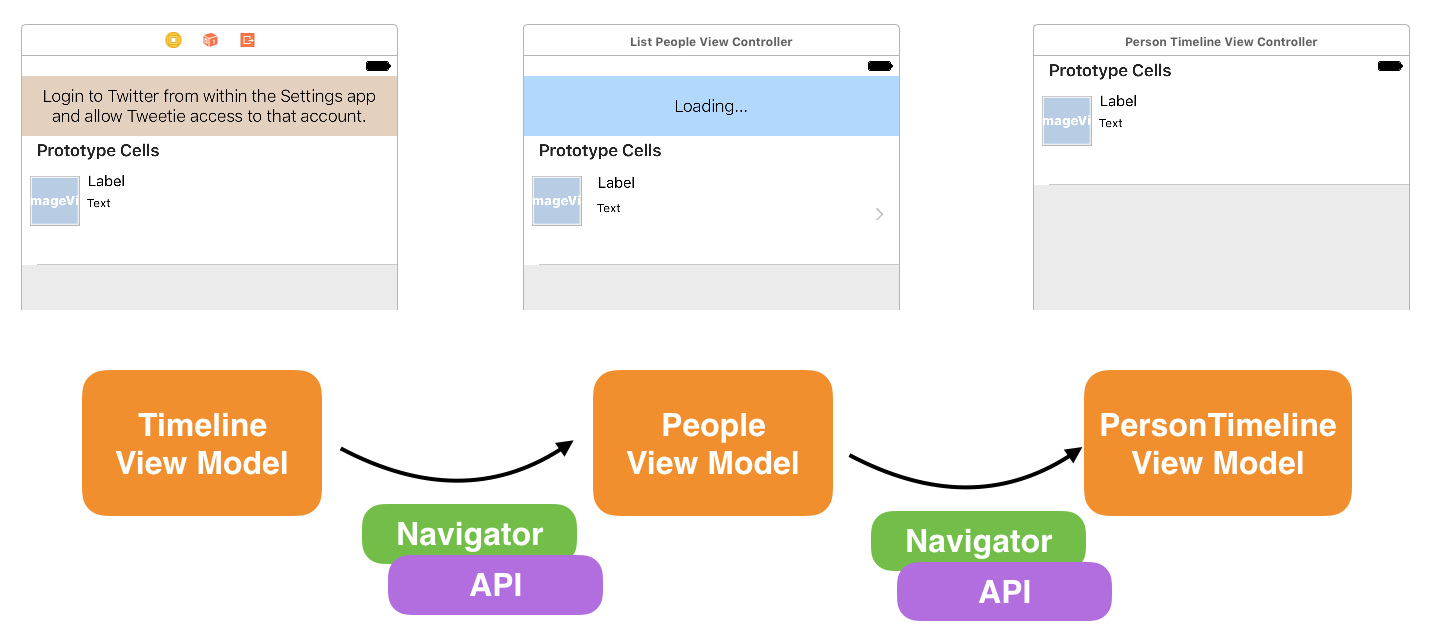 Login to Twitter from within the Settings app
and allow Tweetie access to that account.
Prototype Cells
mageVi
Label
Text
List People View Controller
Loading...
Prototype Cells
mageVi
Label
Text
Person Timeline View Controller
Prototype Cells
mageVi
Label
Text
Timeline
View Model
People
View Model
PersonTimeline
View Model
Navigator
API
Navigator
API